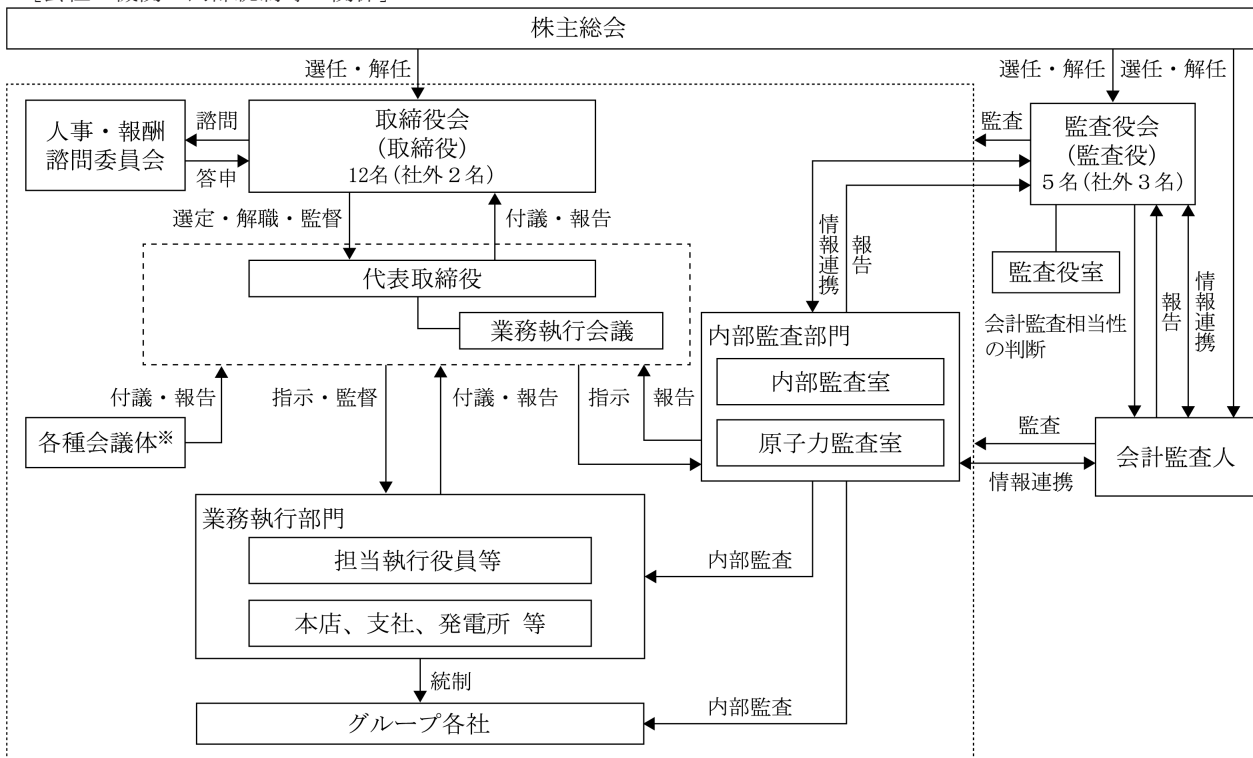 株主総会
選任・解任
選任・解任
選任・解任
人事・報酬
諮問委員会
諮問
答申
取締役会
(取締役)
12名(社外2名)
監査
監査役会
(監査役)
5名(社外3名)
選定・解職・監督
付議・報告
情報連携
報告
監査役室
代表取締役
業務執行会議
会計監査相当性
の判断
報告
情報連携
内部監査部門
内部監査室
原子力監査室
付議・報告
指示・監督
付議・報告
指示
報告
各種会議体※
監査
情報連携
会計監査人
業務執行部門
担当執行役員等
本店、支社、発電所 等
内部監査
統制
グループ各社
内部監査